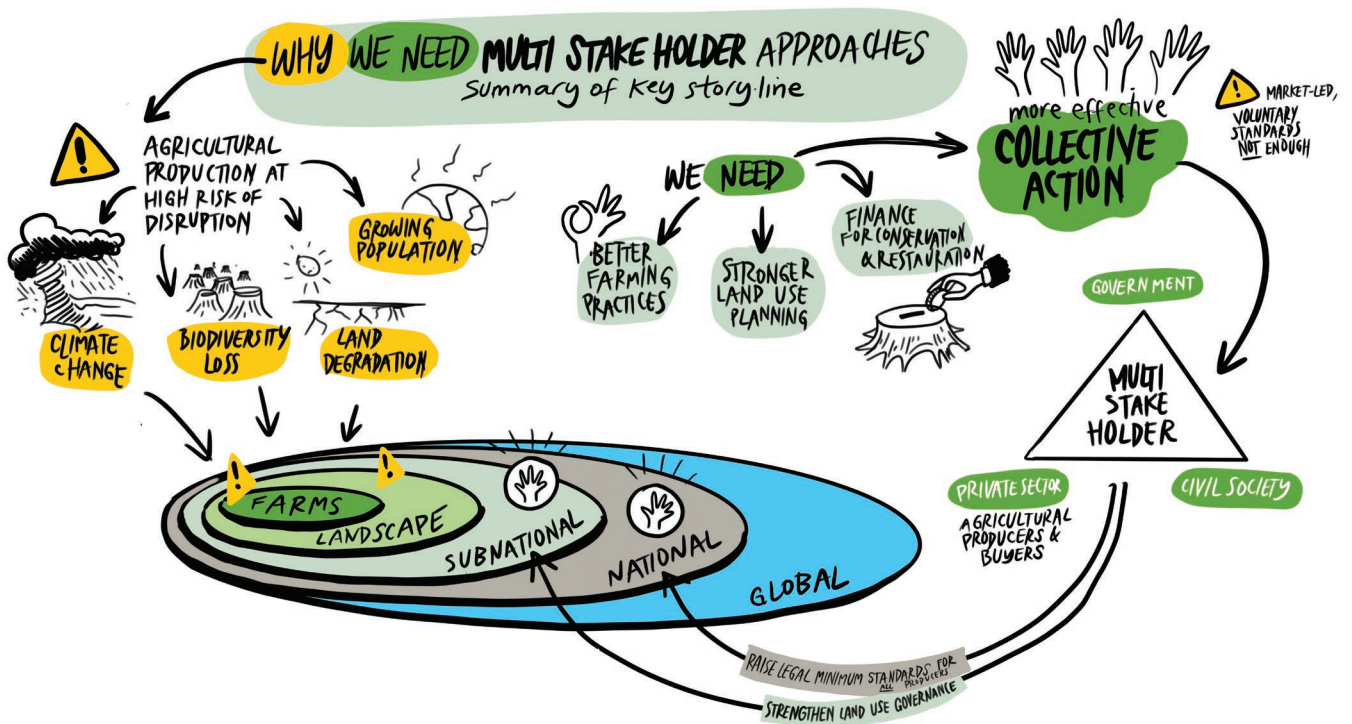 WHY WE NEED MULTI STAKE HOLDER APPROACHES
Summary of key story-line
AGRICULTURAL
PRODUCTION AT
HIGH RISK OF
DISRUPTION
GROWING
POPULATION
CLIMATE
CHANGE
BIODIVERSITY
LOSS
LAND
DEGRADATION
WE NEED
BETTER
FARMING
PRACTICES
STRONGER
LAND USE
PLANNING
FINANCE
FOR CONSERVATION
& RESTAURATION
more effective
COLLECTIVE
ACTION
MARKET-LED,
VOLUNTARY
STANDARDS
NOT ENOUGH
GOVERNMENT
MULTI
STAKE
HOLDER
PRIVATE SECTOR
AGRICULTURAL
PRODUCERS &
BUYERS
CIVIL SOCIETY
FARMS
LANDSCAPE
SUBNATIONAL
NATIONAL
GLOBAL
RAISE LEGAL MINIMUM STANDARDS FOR
ALL PRODUCERS
STRENGTHEN LAND USE GOVERNANCE